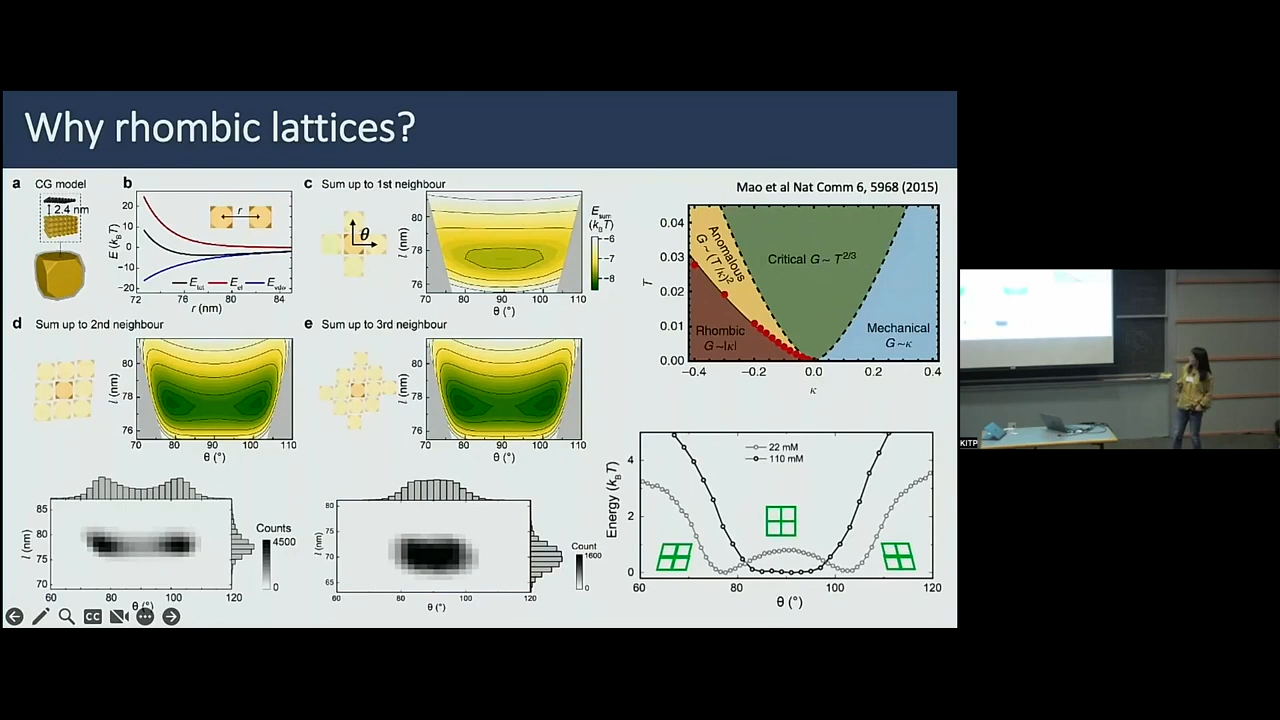 Why rhombic lattices?
a CG model
2.4 nm
b
E (kBT)
20
10
0
−10
−20
r
Etot Eel EvdW
72 76 80 84
r (nm)
c Sum up to 1st neighbour
θ
l (nm)
80
78
76
70 80 90 100 110
θ (°)
Esum
(kBT)
−6
−7
−8
d Sum up to 2nd neighbour
l (nm)
80
78
76
70 80 90 100 110
θ (°)
e Sum up to 3rd neighbour
l (nm)
80
78
76
70 80 90 100 110
θ (°)
l (nm)
85
80
75
70
60 80 100 120
θ (°)
Counts
4500
0
l (nm)
80
75
70
65
60 80 100 120
θ (°)
Count
1600
0
Mao et al Nat Comm 6, 5968 (2015)
T
0.04
0.03
0.02
0.01
0.00
Anomalous
G ~ (T/κ)²
Critical G ~ T2/3
Rhombic
G~|κ|
Mechanical
G~κ
−0.4 −0.2 0.0 0.2 0.4
κ
Energy (kBT)
4
2
0
22 mM
110 mM
60 80 100 120
θ (°)
CC
KITP